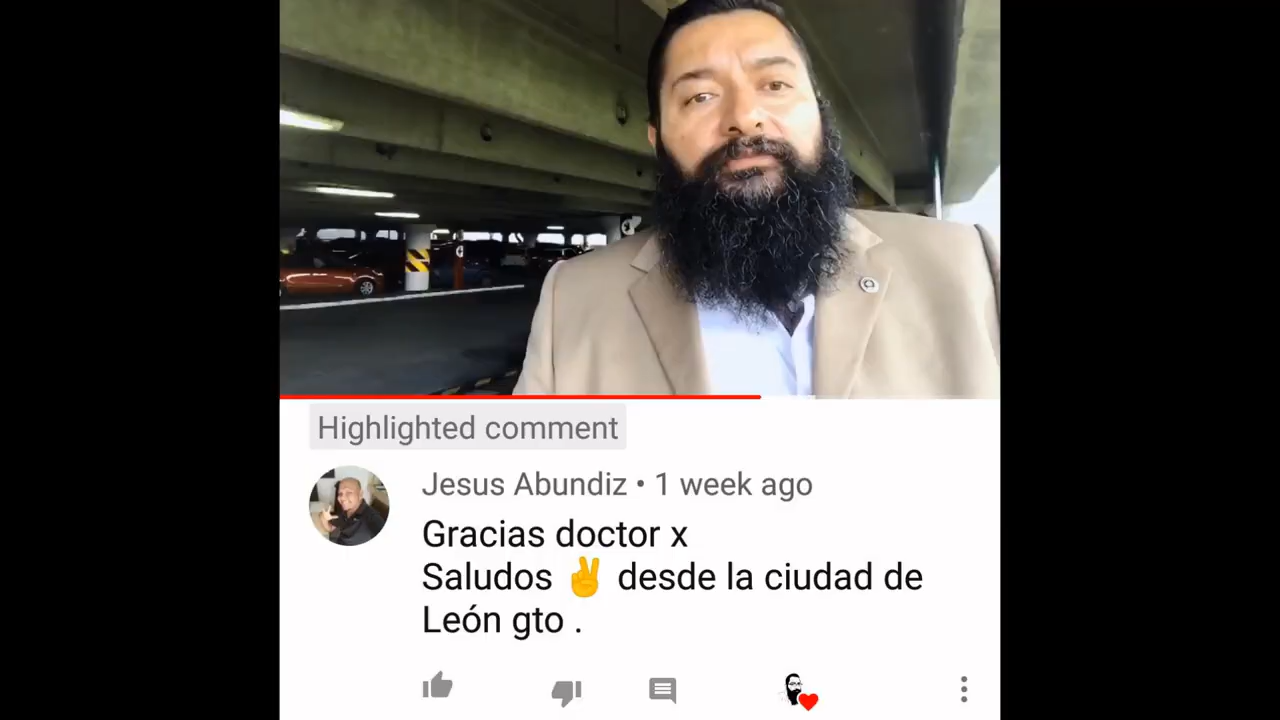 Highlighted comment
Jesus Abundiz • 1 week ago
Gracias doctor x
Saludos ✌ desde la ciudad de
León gto .